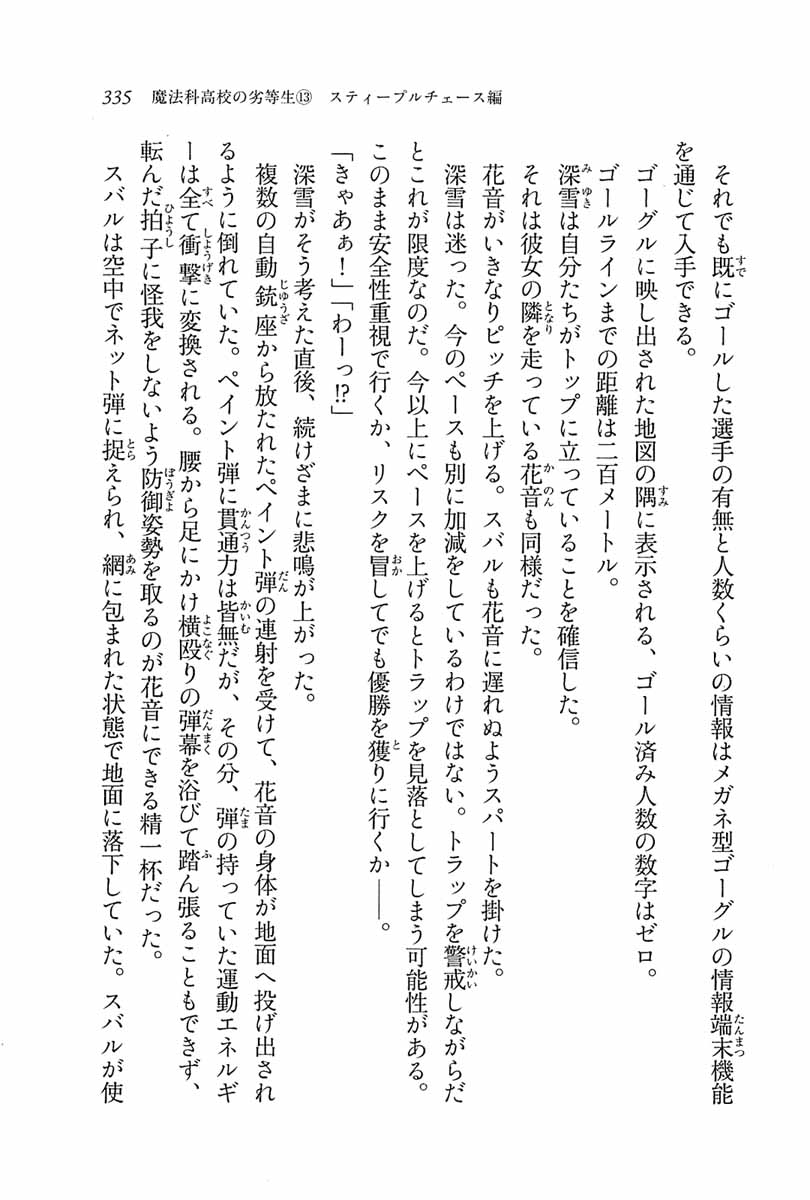 335 魔法科高校の劣等生⑬ スティープルチェース編
それでも既にゴールした選手の有無と人数くらいの情報はメガネ型ゴーグルの情報端末機能
を通じて入手できる。
ゴーグルに映し出された地図の隅に表示される、ゴール済み人数の数字はゼロ。
ゴールラインまでの距離は二百メートル。
深雪は自分たちがトップに立っていることを確信した。
それは彼女の隣を走っている花音も同様だった。
花音がいきなりピッチを上げる。スバルも花音に遅れぬようスパートを掛けた。
深雪は迷った。今のペースも別に加減をしているわけではない。トラップを警戒しながらだ
とこれが限度なのだ。今以上にペースを上げるとトラップを見落としてしまう可能性がある。
このまま安全性重視で行くか、リスクを冒してでも優勝を獲りに行くか――。
「きゃあぁ！」「わーっ!?」
深雪がそう考えた直後、続けざまに悲鳴が上がった。
複数の自動銃座から放たれたペイント弾の連射を受けて、花音の身体が地面へ投げ出され
るように倒れていた。ペイント弾に貫通力は皆無だが、その分、弾の持っていた運動エネルギ
ーは全て衝撃に変換される。腰から足にかけ横殴りの弾幕を浴びて踏ん張ることもできず、
転んだ拍子に怪我をしないよう防御姿勢を取るのが花音にできる精一杯だった。
スバルは空中でネット弾に捉えられ、網に包まれた状態で地面に落下していた。スバルが使